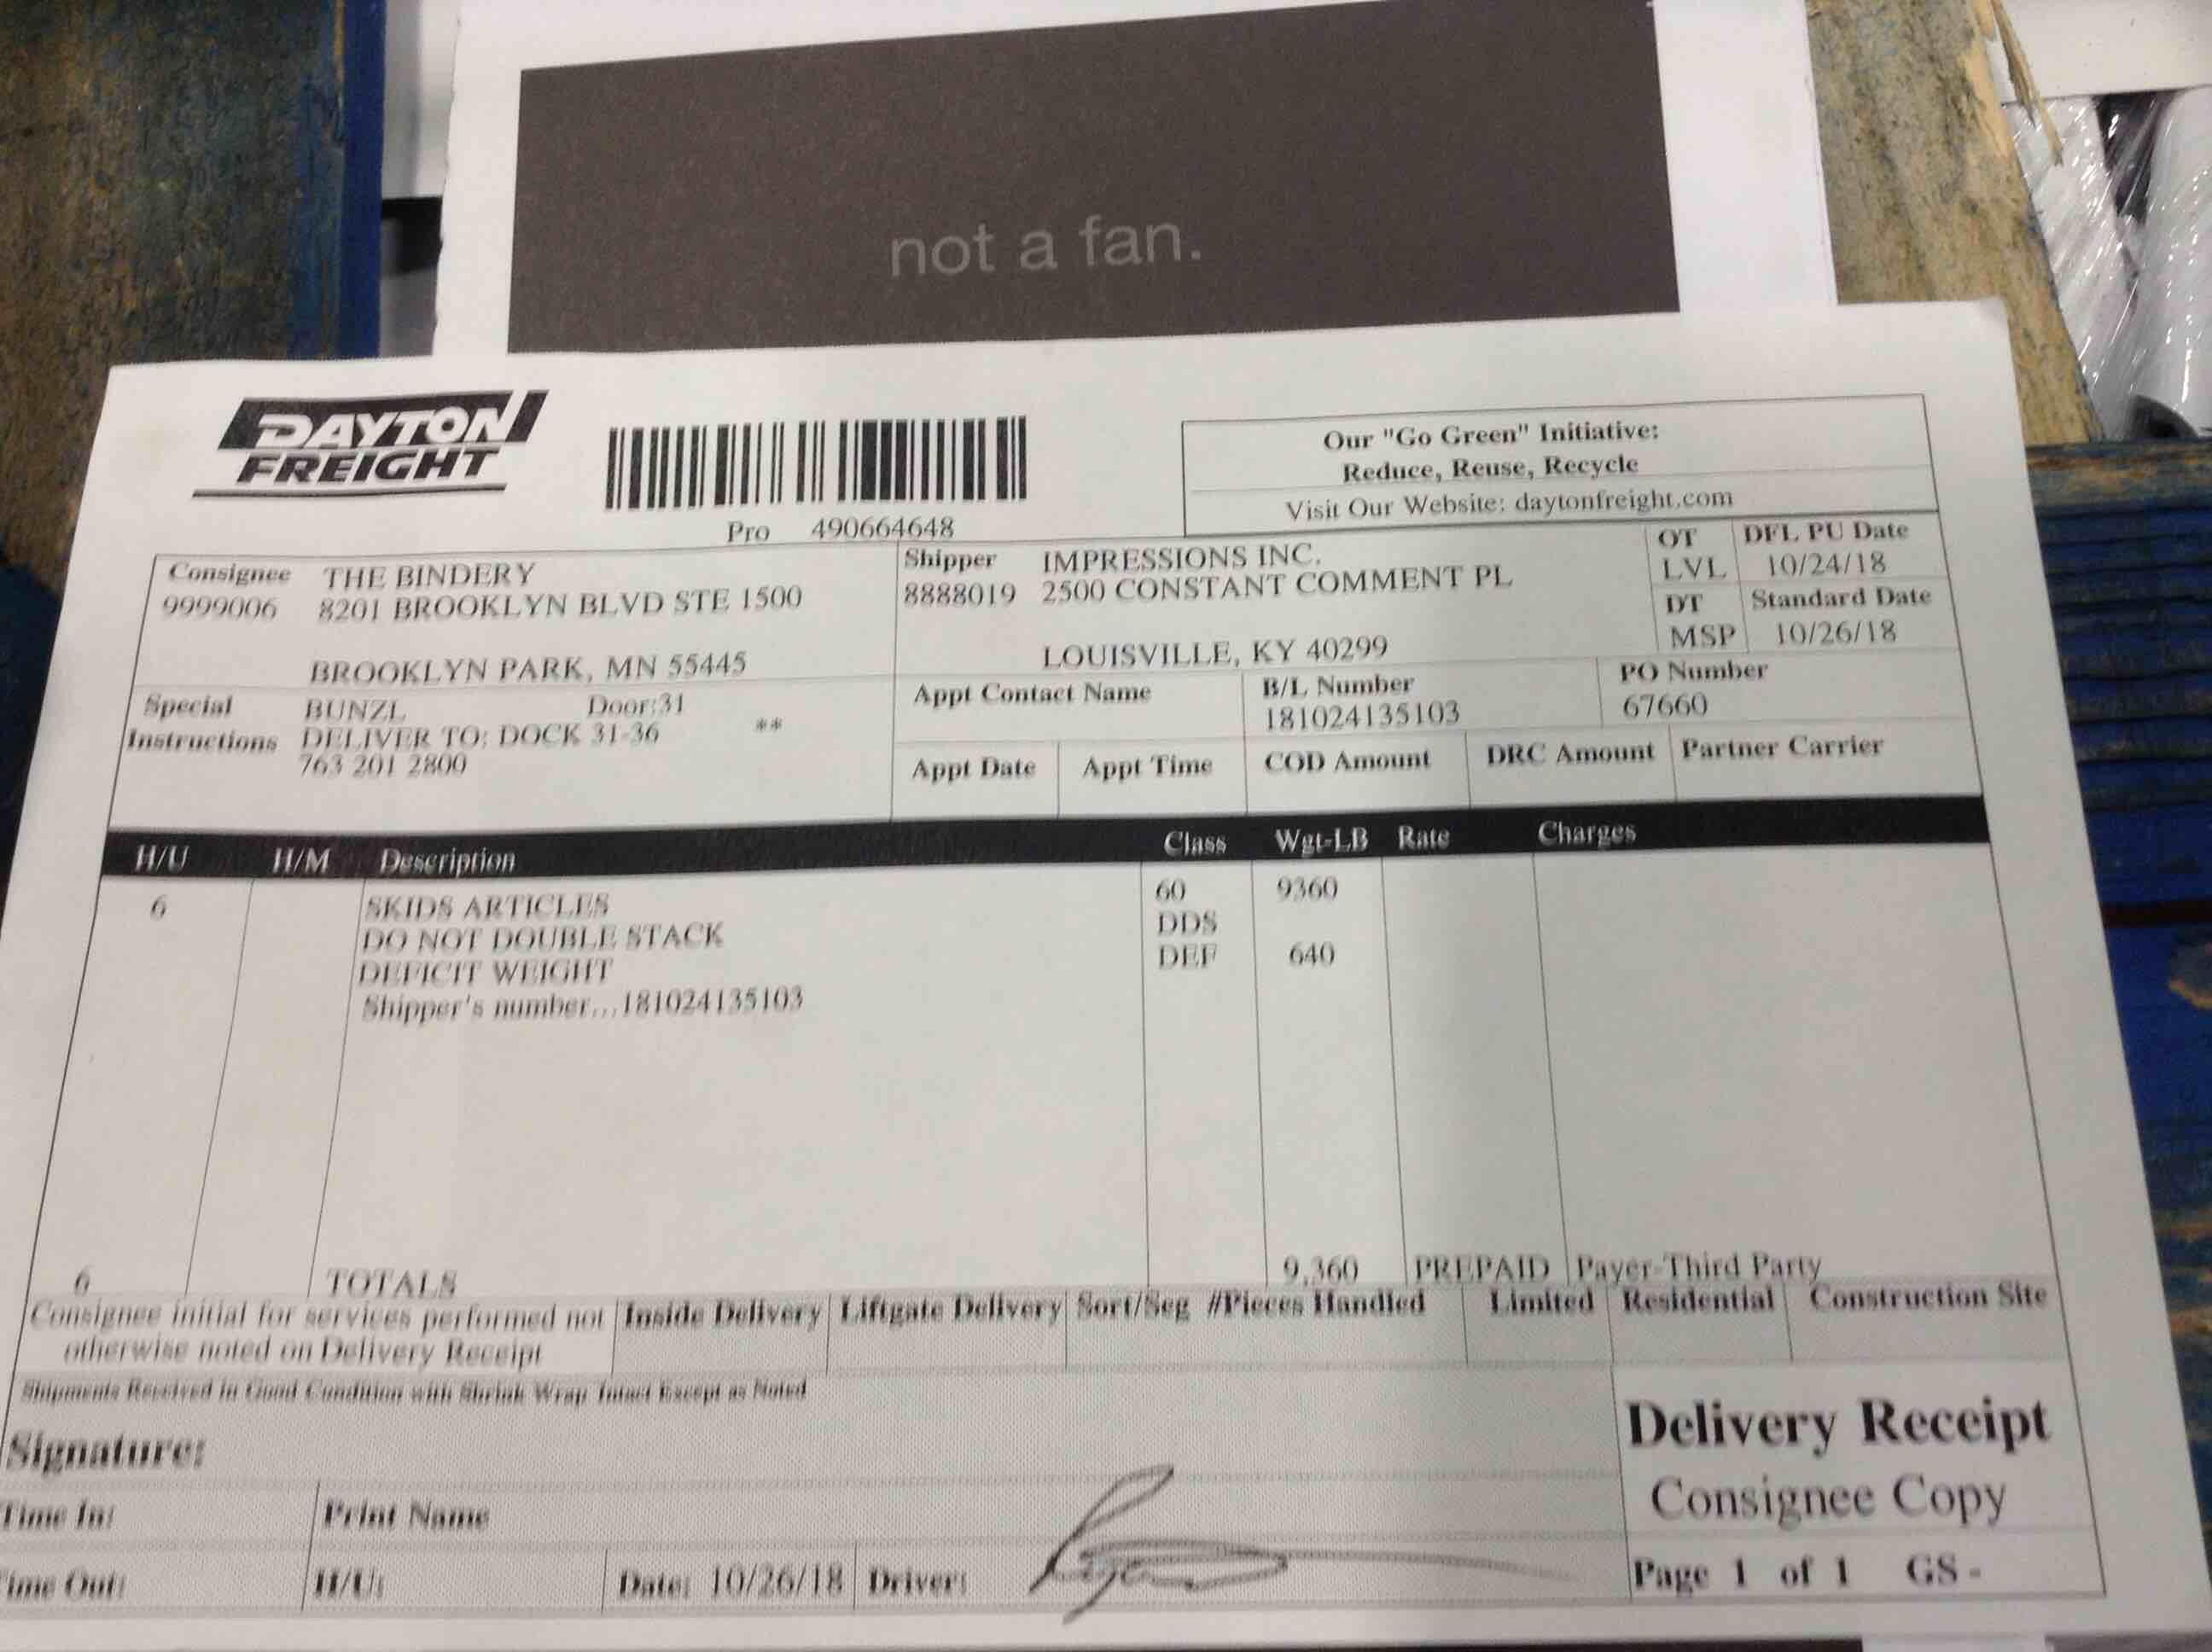 not a fan.
DAYTON
FREIGHT
Pro 490664648
Our "Go Green" Initiative:
Reduce, Reuse, Recycle
Visit Our Website: daytonfreight.com
Consignee THE BINDERY
9999006 8201 BROOKLYN BLVD STE 1500
BROOKLYN PARK, MN 55445
Shipper IMPRESSIONS INC.
8888019 2500 CONSTANT COMMENT PL
LOUISVILLE, KY 40299
OT DFL PU Date
LVL 10/24/18
DT Standard Date
MSP 10/26/18
Special BUNZL Door:31
Instructions DELIVER TO: DOCK 31-36 **
763 201 2800
Appt Contact Name B/L Number PO Number
181024135103 67660
Appt Date Appt Time COD Amount DRC Amount Partner Carrier
H/U H/M Description Class Wgt-LB Rate Charges
6 SKIDS ARTICLES 60 9360
DO NOT DOUBLE STACK DDS
DEFICIT WEIGHT DEF 640
Shipper's number...181024135103
6 TOTALS 9,360 PREPAID Payer-Third Party
Consignee initial for services performed not
otherwise noted on Delivery Receipt
Inside Delivery Liftgate Delivery Sort/Seg #Pieces Handled Limited Residential Construction Site
Shipments Received in Good Condition with Shrink Wrap Intact Except as Noted
Signature:
Delivery Receipt
Consignee Copy
Time In: Print Name
ime Out: H/U: Date: 10/26/18 Driver:
Page 1 of 1 GS -